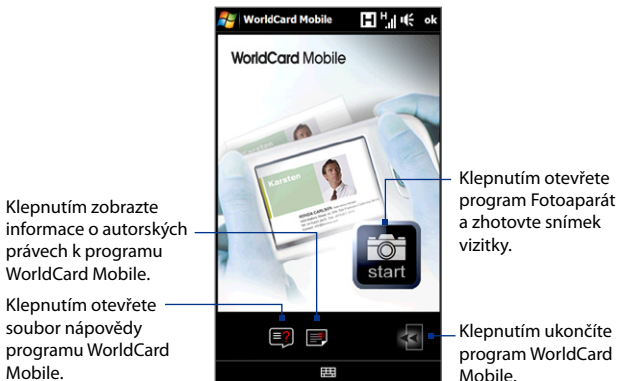 WorldCard Mobile
H
H
ok
WorldCard Mobile
Karsten
start
Klepnutím zobrazte
informace o autorských
právech k programu
WorldCard Mobile.
Klepnutím otevřete
soubor nápovědy
programu WorldCard
Mobile.
Klepnutím otevřete
program Fotoaparát
a zhotovte snímek
vizitky.
Klepnutím ukončíte
program WorldCard
Mobile.